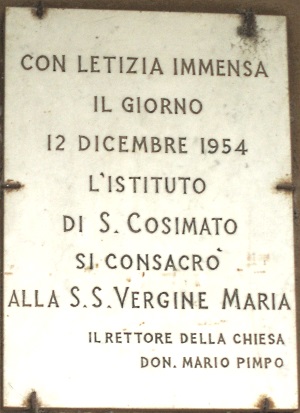 CON LETIZIA IMMENSA
IL GIORNO
12 DICEMBRE 1954
L'ISTITUTO
DI S. COSIMATO
SI CONSACRÒ
ALLA S.S. VERGINE MARIA
IL RETTORE DELLA CHIESA
DON. MARIO PIMPO